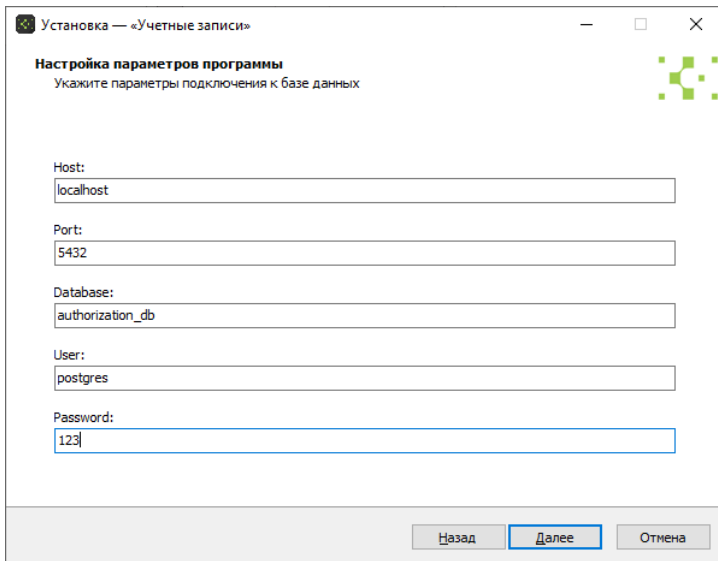 Установка — «Учетные записи»
Настройка параметров программы
Укажите параметры подключения к базе данных
Host:
localhost
Port:
5432
Database:
authorization_db
User:
postgres
Password:
123
Назад Далее Отмена